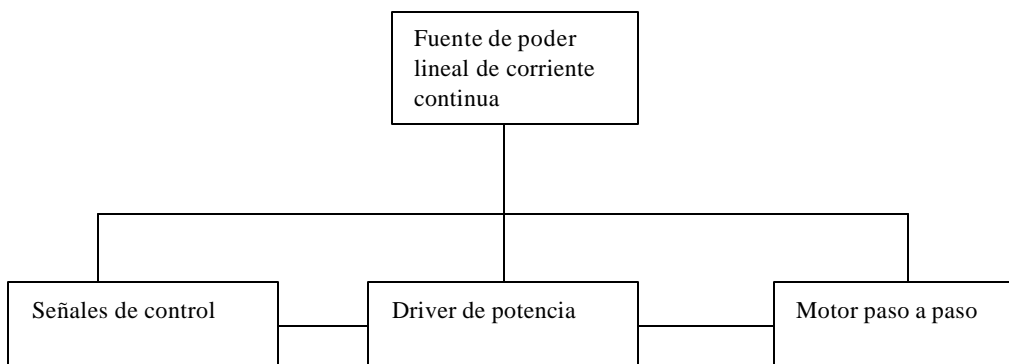 Fuente de poder
lineal de corriente
continua
Señales de control
Driver de potencia
Motor paso a paso